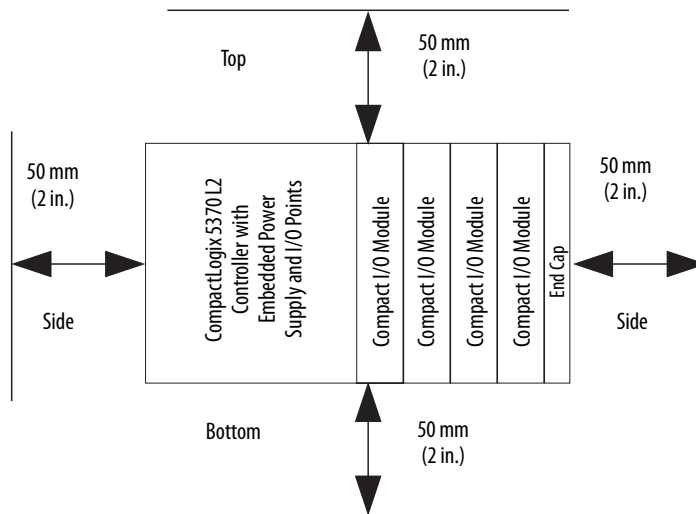 Top
50 mm
(2 in.)
50 mm
(2 in.)
Side
CompactLogix 5370 L2
Controller with
Embedded Power
Supply and I/O Points
Compact I/O Module
Compact I/O Module
Compact I/O Module
Compact I/O Module
End Cap
50 mm
(2 in.)
Side
Bottom
50 mm
(2 in.)